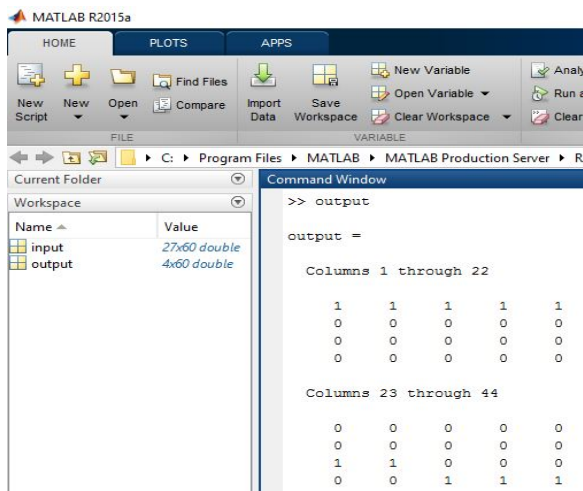 MATLAB R2015a
HOME PLOTS APPS
New Script New Open Find Files Compare Import Data Save Workspace New Variable Open Variable Clear Workspace Analy Run a Clear
FILE VARIABLE
C: Program Files MATLAB MATLAB Production Server R
Current Folder
Workspace
Name Value
input 27x60 double
output 4x60 double
Command Window
>> output
output =
Columns 1 through 22
1 1 1 1 1
0 0 0 0 0
0 0 0 0 0
0 0 0 0 0
Columns 23 through 44
0 0 0 0 0
0 0 0 0 0
1 1 0 0 0
0 0 1 1 1